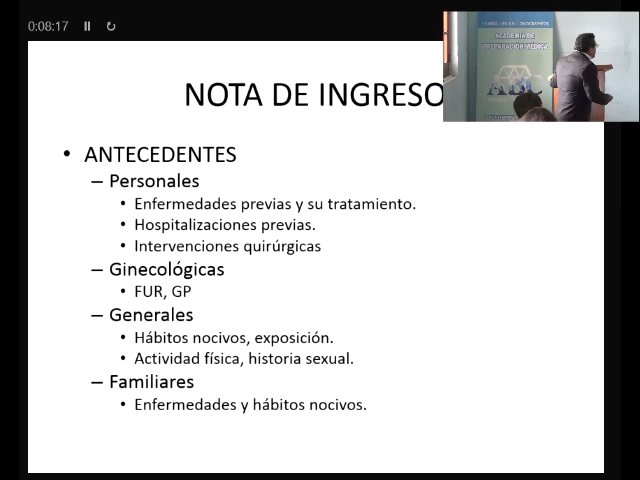 0:08:17
ACADEMIA DE
PREPARACIÓN MÉDICA
NOTA DE INGRESO
• ANTECEDENTES
– Personales
• Enfermedades previas y su tratamiento.
• Hospitalizaciones previas.
• Intervenciones quirúrgicas
– Ginecológicas
• FUR, GP
– Generales
• Hábitos nocivos, exposición.
• Actividad física, historia sexual.
– Familiares
• Enfermedades y hábitos nocivos.